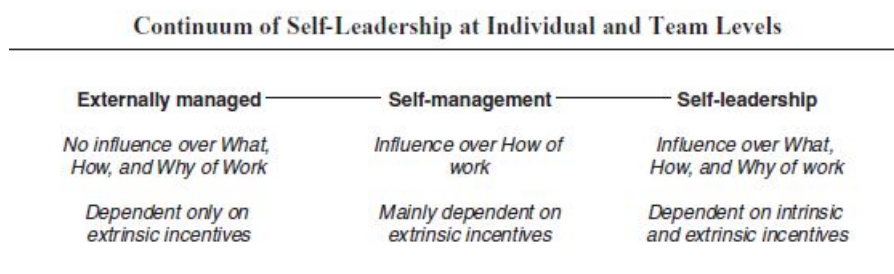 Continuum of Self-Leadership at Individual and Team Levels
Externally managed Self-management Self-leadership
No influence over What, How, and Why of Work
Influence over How of work
Influence over What, How, and Why of work
Dependent only on extrinsic incentives
Mainly dependent on extrinsic incentives
Dependent on intrinsic and extrinsic incentives